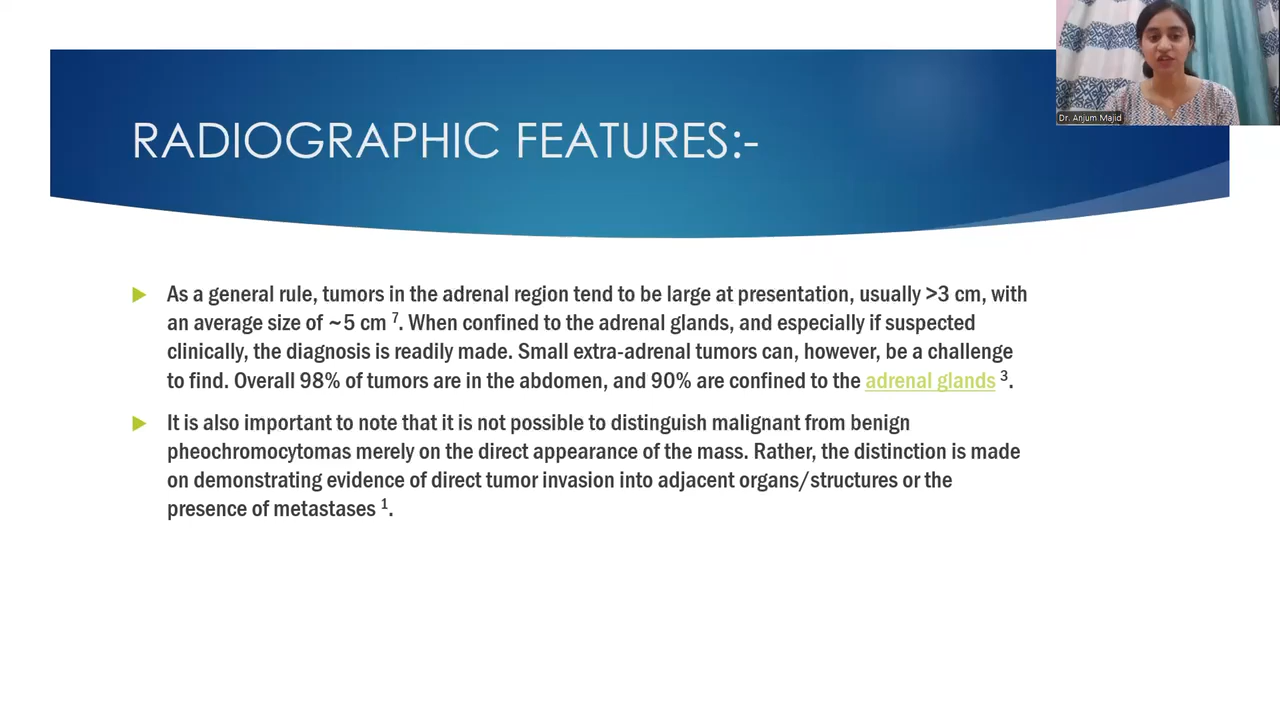 Dr. Anjum Majid
RADIOGRAPHIC FEATURES:-
As a general rule, tumors in the adrenal region tend to be large at presentation, usually >3 cm, with
an average size of ~5 cm 7. When confined to the adrenal glands, and especially if suspected
clinically, the diagnosis is readily made. Small extra-adrenal tumors can, however, be a challenge
to find. Overall 98% of tumors are in the abdomen, and 90% are confined to the adrenal glands 3.
It is also important to note that it is not possible to distinguish malignant from benign
pheochromocytomas merely on the direct appearance of the mass. Rather, the distinction is made
on demonstrating evidence of direct tumor invasion into adjacent organs/structures or the
presence of metastases 1.